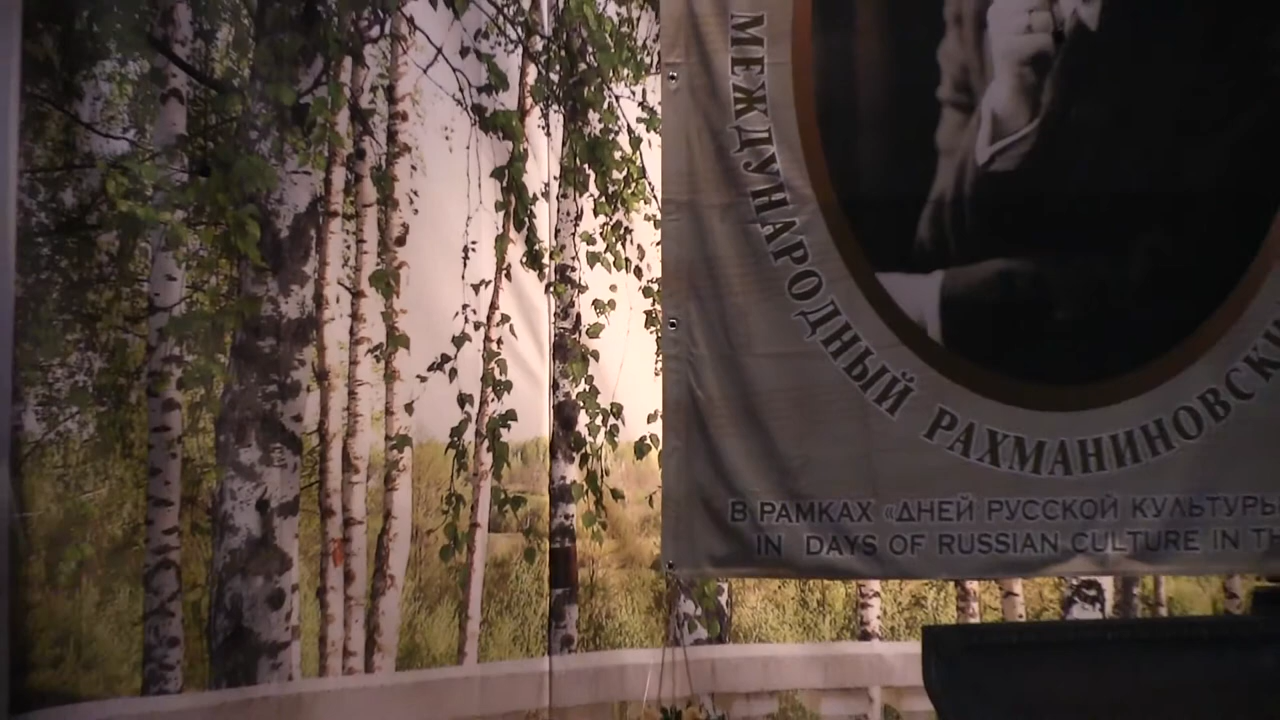 МЕЖДУНАРОДНЫЙ РАХМАНИНОВСКИ
В РАМКАХ «ДНЕЙ РУССКОЙ КУЛЬТУРЫ
IN DAYS OF RUSSIAN CULTURE IN TH